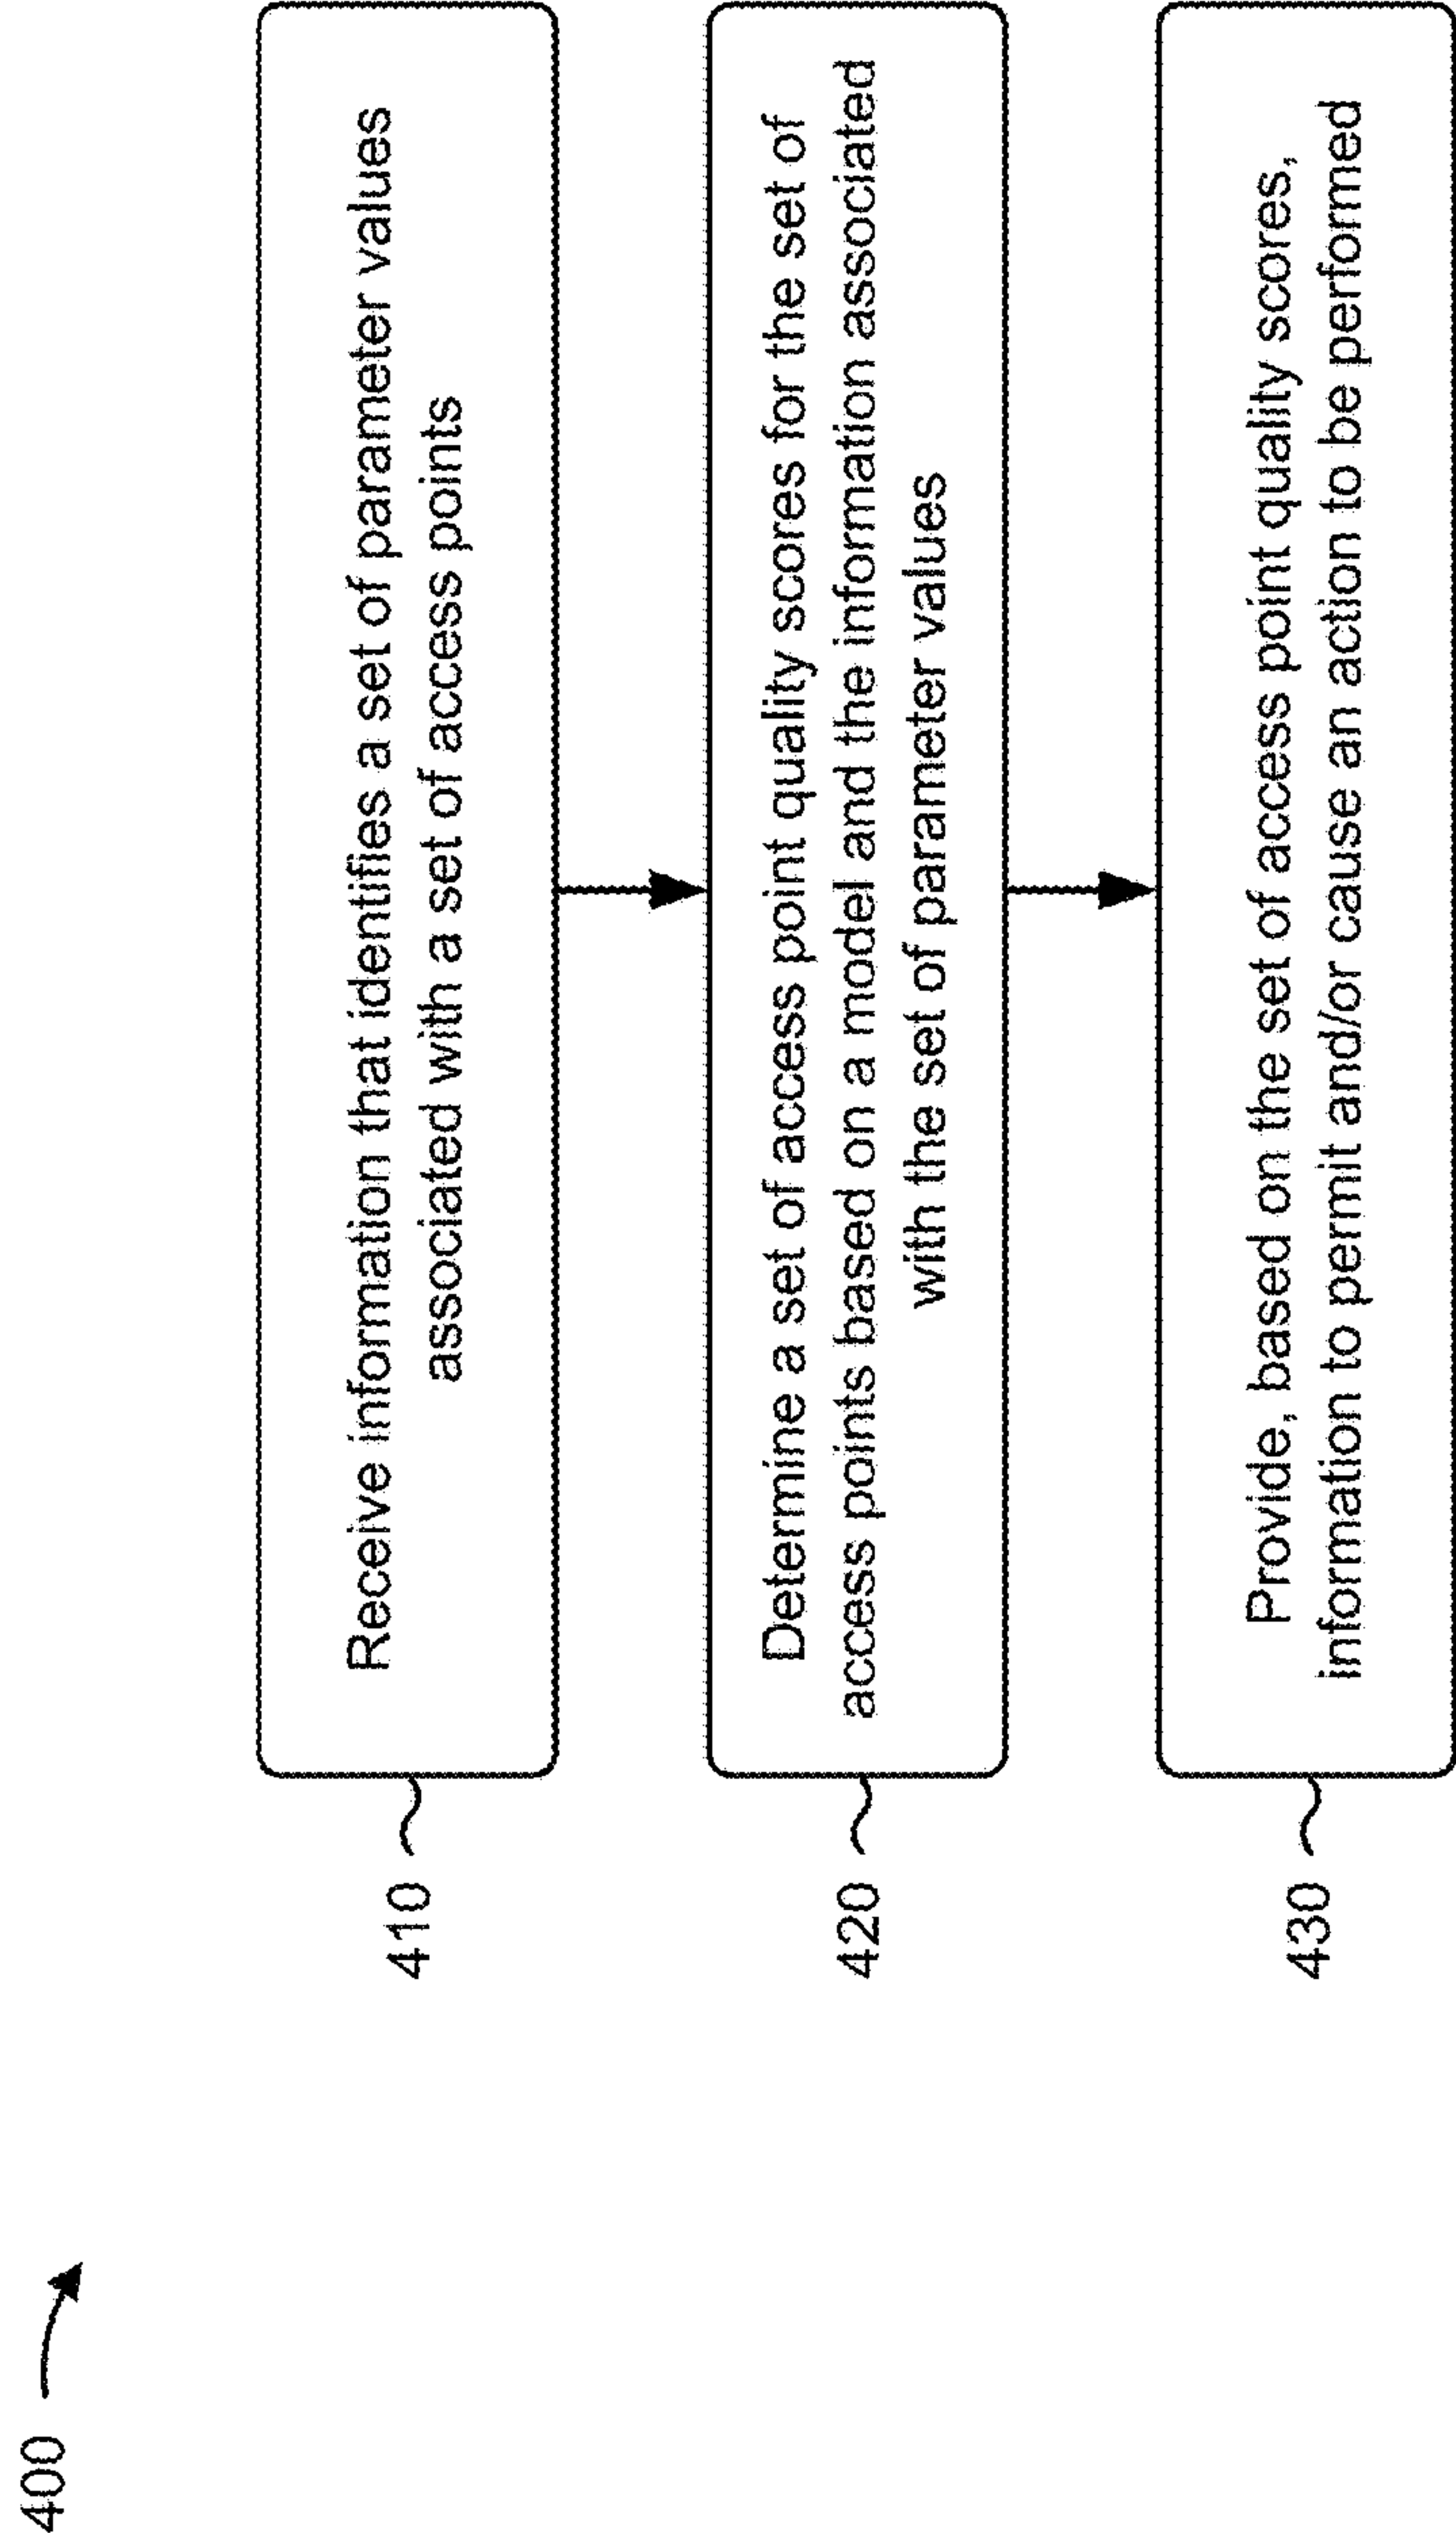 400
410
Receive information that identifies a set of parameter values
associated with a set of access points
420
Determine a set of access point quality scores for the set of
access points based on a model and the information associated
with the set of parameter values
430
Provide, based on the set of access point quality scores,
information to permit and/or cause an action to be performed